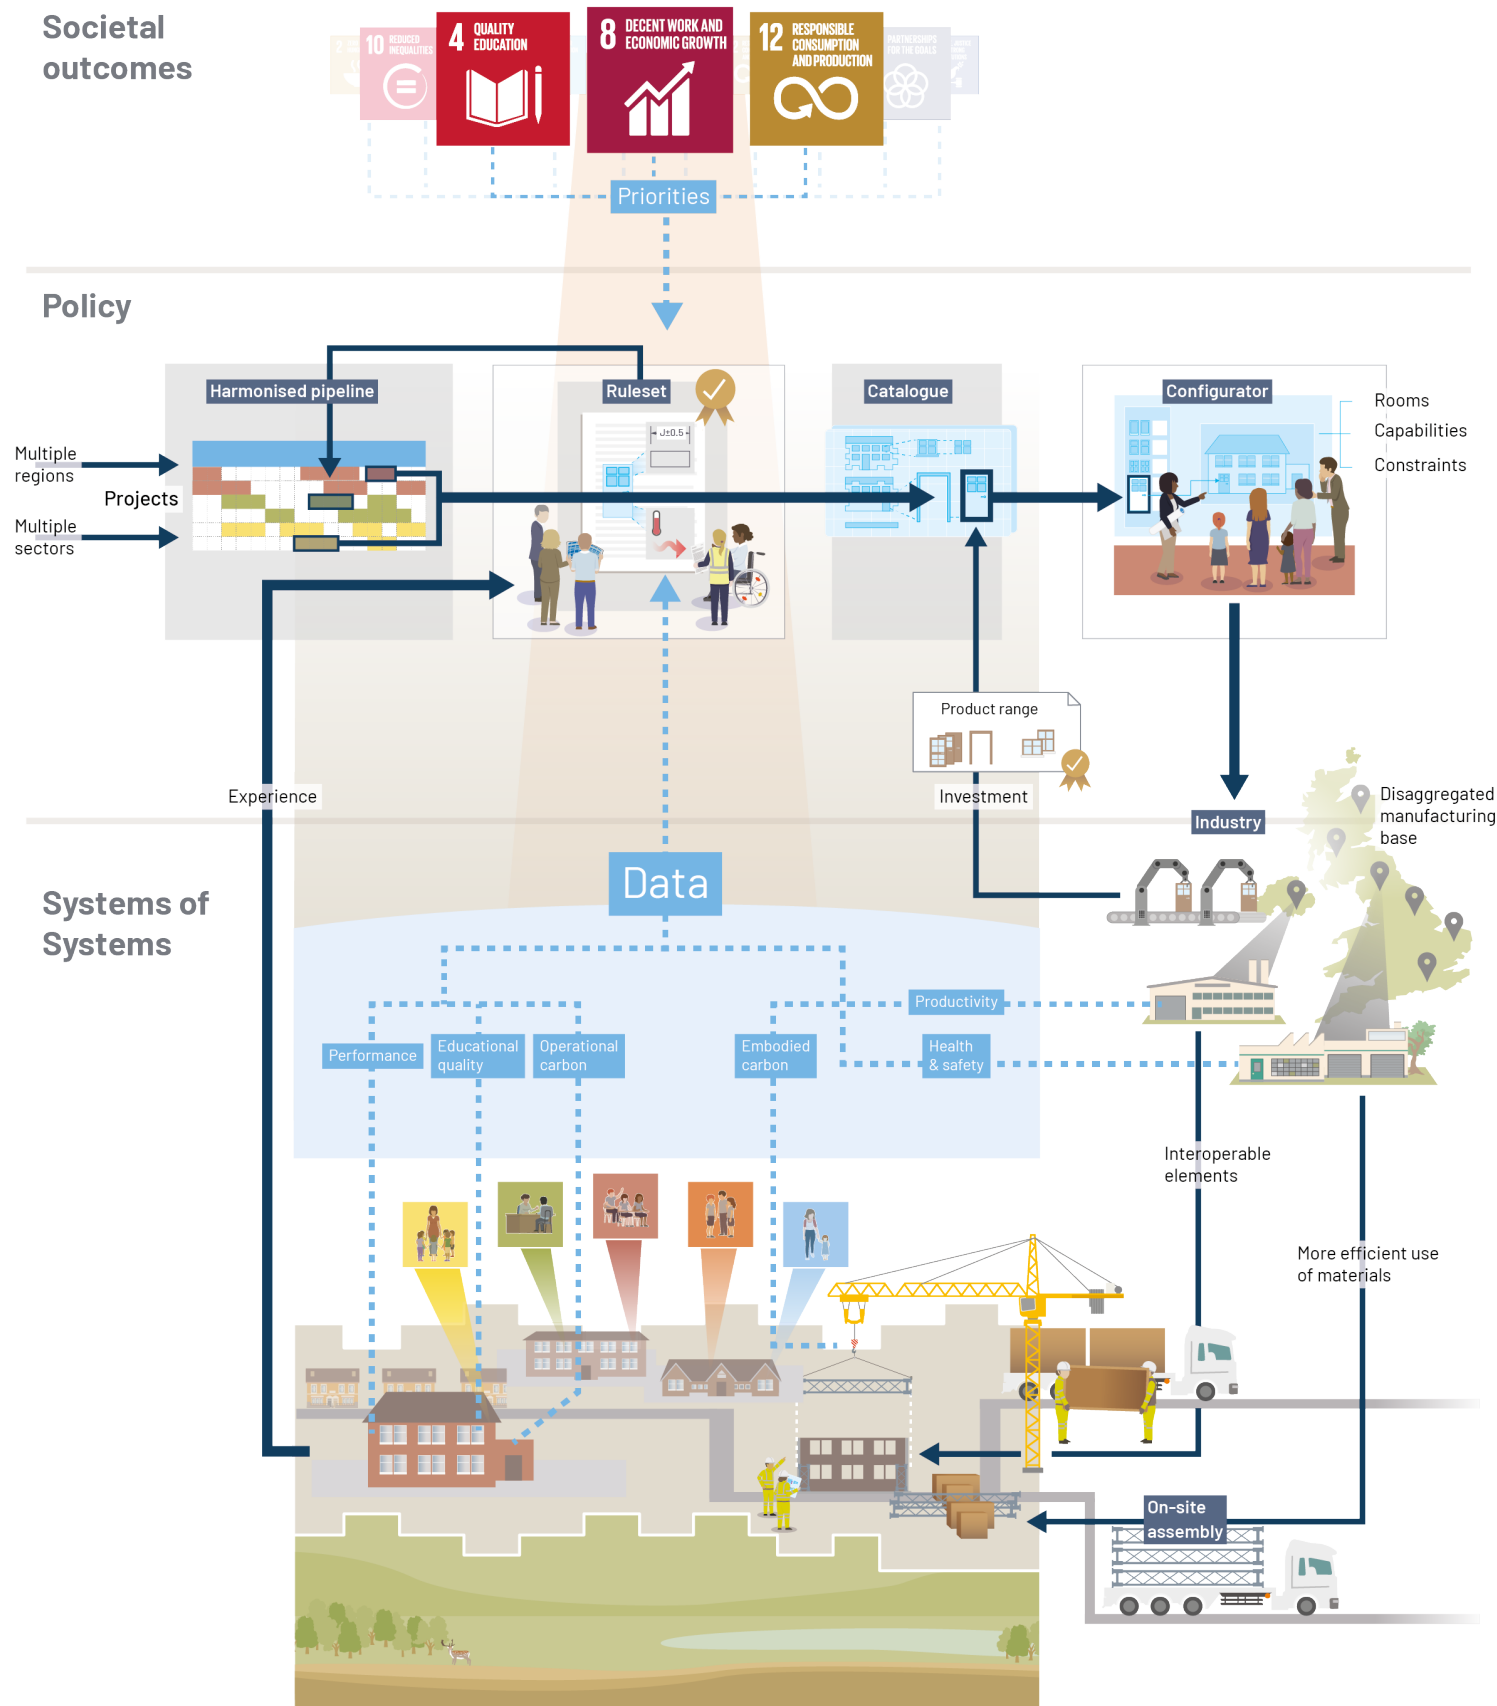 Societal
outcomes
10 REDUCED
INEQUALITIES
4 QUALITY
EDUCATION
8 DECENT WORK AND
ECONOMIC GROWTH
12 RESPONSIBLE
CONSUMPTION
AND PRODUCTION
PARTNERSHIPS
FOR THE GOALS
Priorities
Policy
Harmonised pipeline
Ruleset
Catalogue
Configurator
Rooms
Capabilities
Constraints
J±0.5
Multiple
regions
Projects
Multiple
sectors
Product range
Experience
Investment
Industry
Disaggregated
manufacturing
base
Systems of
Systems
Data
Productivity
Performance
Educational
quality
Operational
carbon
Embodied
carbon
Health
& safety
Interoperable
elements
More efficient use
of materials
On-site
assembly